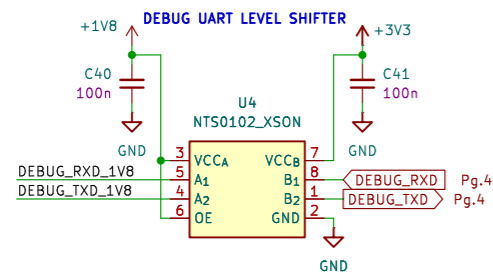 DEBUG UART LEVEL SHIFTER
+1V8
+3V3
C40
100n
C41
100n
GND
U4
NTS0102_XSON
GND
3 VCCA VCCB 7
DEBUG_RXD_1V8 5 A1 B1 8 DEBUG_RXD Pg.4
DEBUG_TXD_1V8 4 A2 B2 1 DEBUG_TXD Pg.4
6 OE GND 2
GND